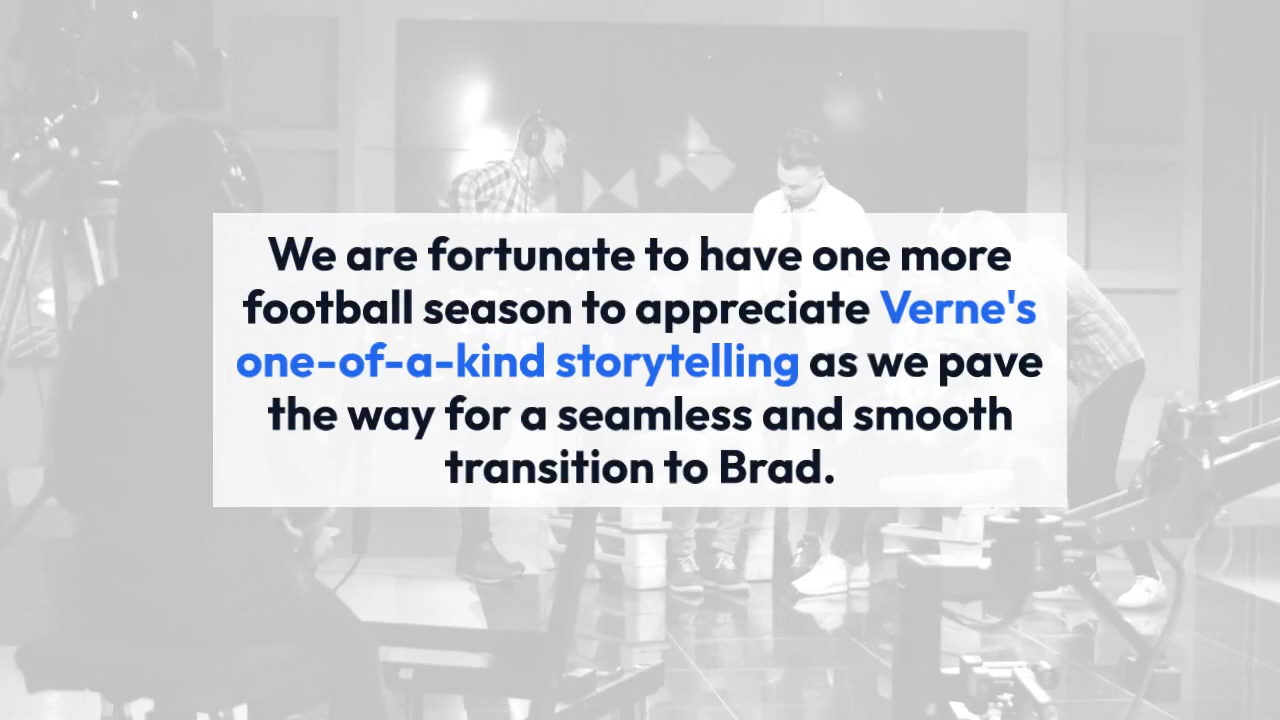 We are fortunate to have one more
football season to appreciate Verne's
one-of-a-kind storytelling as we pave
the way for a seamless and smooth
transition to Brad.